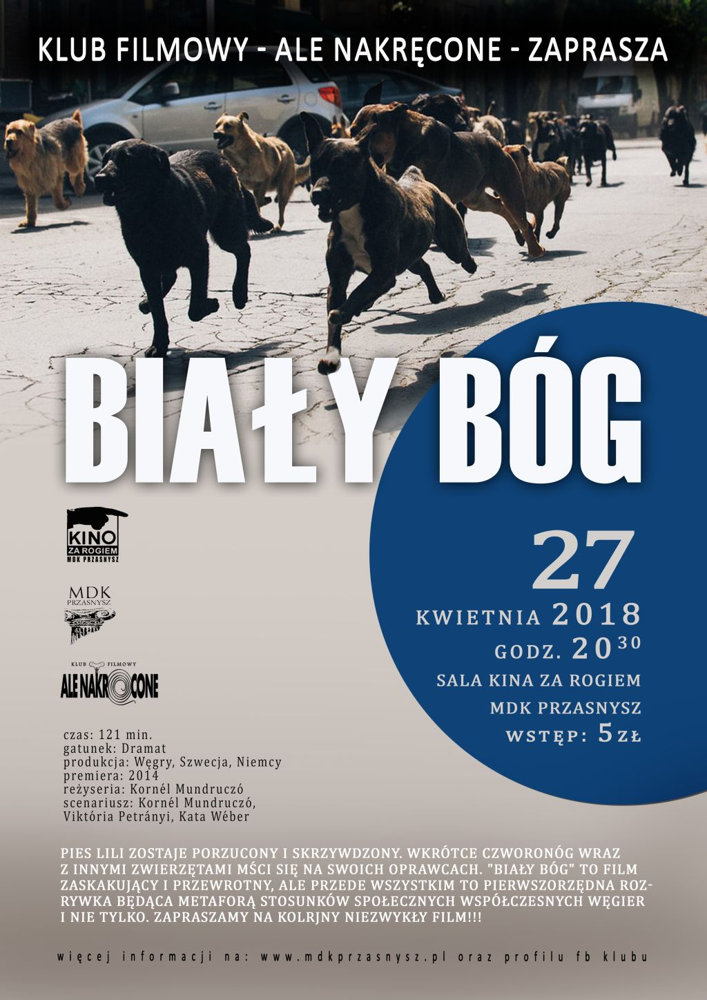 KLUB FILMOWY - ALE NAKRĘCONE - ZAPRASZA
BIAŁY BÓG
KINO
ZA ROGIEM
MDK PRZASNYSZ
MDK
PRZASNYSZ
KLUB FILMOWY
ALE NAKRĘCONE
27
KWIETNIA 2018
GODZ. 20 30
SALA KINA ZA ROGIEM
MDK PRZASNYSZ
WSTĘP: 5 ZŁ
czas: 121 min.
gatunek: Dramat
produkcja: Węgry, Szwecja, Niemcy
premiera: 2014
reżyseria: Kornél Mundruczó
scenariusz: Kornél Mundruczó,
Viktória Petrányi, Kata Wéber
PIES LILI ZOSTAJE PORZUCONY I SKRZYWDZONY. WKRÓTCE CZWORONÓG WRAZ
Z INNYMI ZWIERZĘTAMI MŚCI SIĘ NA SWOICH OPRAWCACH. "BIAŁY BÓG" TO FILM
ZASKAKUJĄCY I PRZEWROTNY, ALE PRZEDE WSZYSTKIM TO PIERWSZORZĘDNA ROZ-
RYWKA BĘDĄCA METAFORĄ STOSUNKÓW SPOŁECZNYCH WSPÓŁCZESNYCH WĘGIER
I NIE TYLKO. ZAPRASZAMY NA KOLRJNY NIEZWYKŁY FILM!!!
więcej informacji na: www.mdkprzasnysz.pl oraz profilu fb klubu